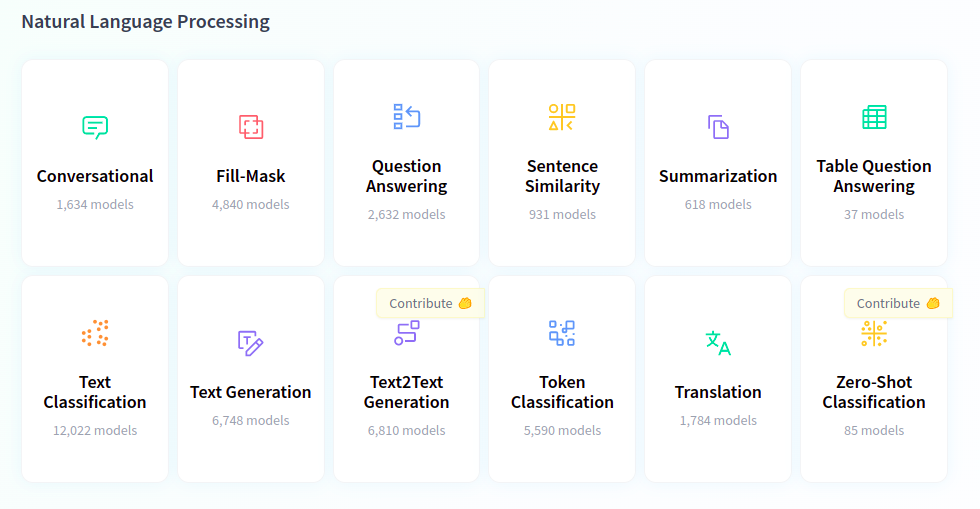 Natural Language Processing
Conversational
1,634 models
Fill-Mask
4,840 models
Question
Answering
2,632 models
Sentence
Similarity
931 models
Summarization
618 models
Table Question
Answering
37 models
Text
Classification
12,022 models
Text Generation
6,748 models
Contribute
Text2Text
Generation
6,810 models
Token
Classification
5,590 models
Translation
1,784 models
Contribute
Zero-Shot
Classification
85 models